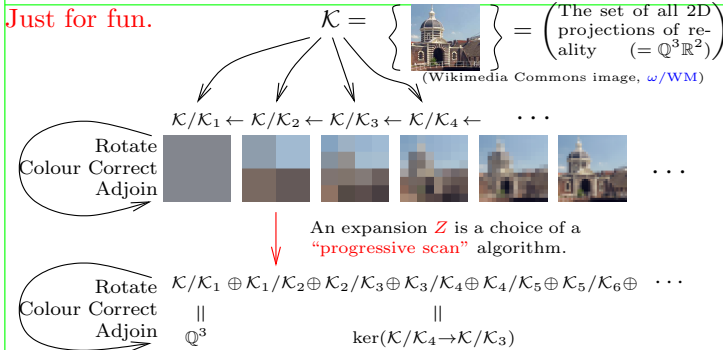 Just for fun.
𝒦 = { } = ( The set of all 2D
projections of re-
ality (= ℚ³ℝ²) )
(Wikimedia Commons image, ω/WM)
𝒦/𝒦₁ ← 𝒦/𝒦₂ ← 𝒦/𝒦₃ ← 𝒦/𝒦₄ ← ···
Rotate
Colour Correct
Adjoin
···
An expansion Z is a choice of a
“progressive scan” algorithm.
𝒦/𝒦₁ ⊕ 𝒦₁/𝒦₂ ⊕ 𝒦₂/𝒦₃ ⊕ 𝒦₃/𝒦₄ ⊕ 𝒦₄/𝒦₅ ⊕ 𝒦₅/𝒦₆ ⊕ ···
Rotate
Colour Correct
Adjoin
|| ||
ℚ³ ker(𝒦/𝒦₄→𝒦/𝒦₃)